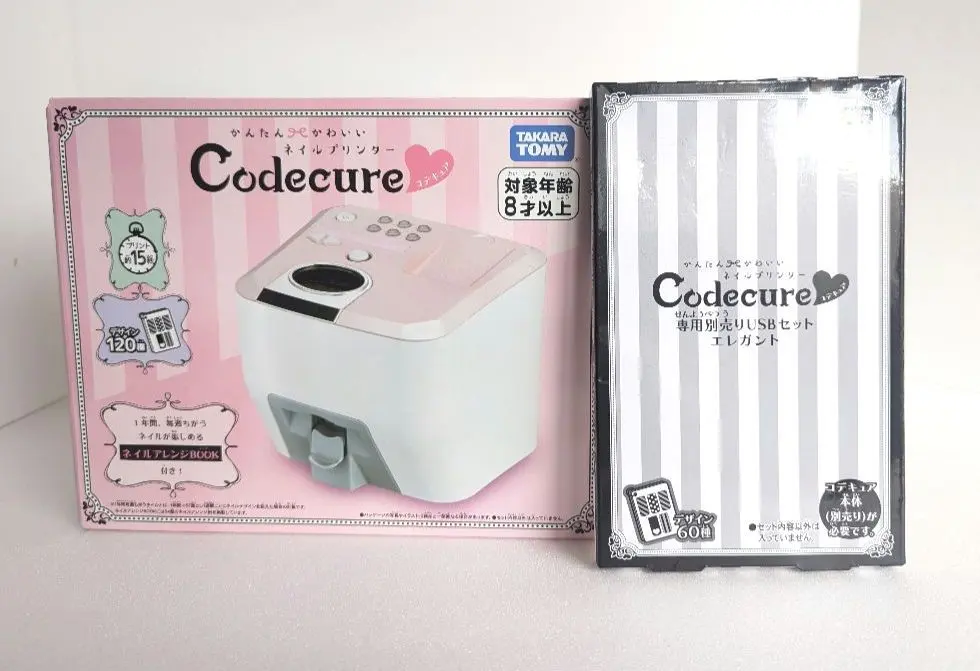 かんたん かわいい
ネイルプリンター
Codecure
コデキュア
TAKARA
TOMY
対象年齢
8才以上
プリント
約15秒
デザイン
120種
1年間、毎週ちがう
ネイルが楽しめる
ネイルアレンジBOOK
付き!
かんたん かわいい
ネイルプリンター
Codecure
コデキュア
せんようべつう
専用別売りUSBセット
エレガント
デザイン
60種
●セット内容以外は
入っていません。
コデキュア
本体
(別売り)が
必要です。